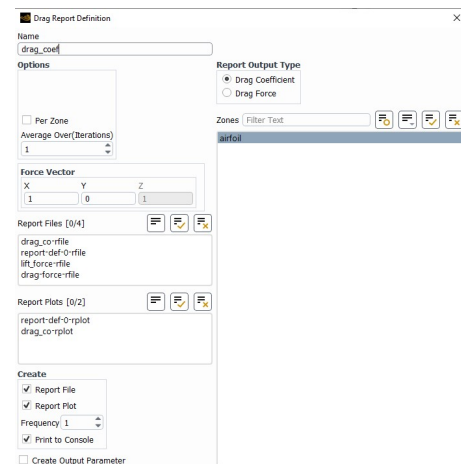 Drag Report Definition
Name
drag_coef
Options
Per Zone
Average Over(Iterations)
1
Force Vector
X Y Z
1 0 1
Report Files [0/4]
drag_co-rfile
report-def-0-rfile
lift_force-rfile
drag-force-rfile
Report Plots [0/2]
report-def-0-rplot
drag_co-rplot
Create
Report File
Report Plot
Frequency 1
Print to Console
Create Output Parameter
Report Output Type
Drag Coefficient
Drag Force
Zones Filter Text
airfoil